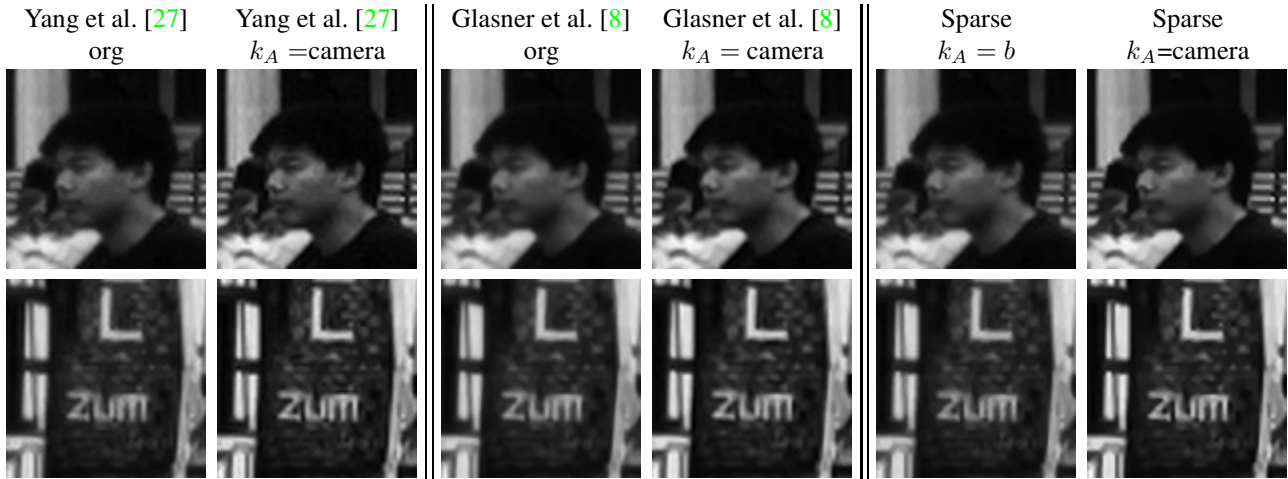 Yang et al. [27] Yang et al. [27] Glasner et al. [8] Glasner et al. [8] Sparse Sparse
org k_A =camera org k_A = camera k_A = b k_A=camera
L L L L L L
zum zum zum zum zum zum